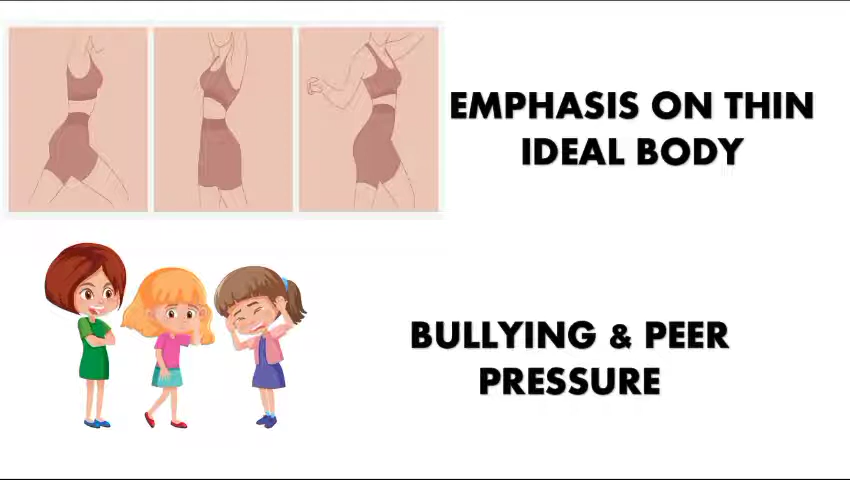 EMPHASIS ON THIN
IDEAL BODY
BULLYING & PEER
PRESSURE